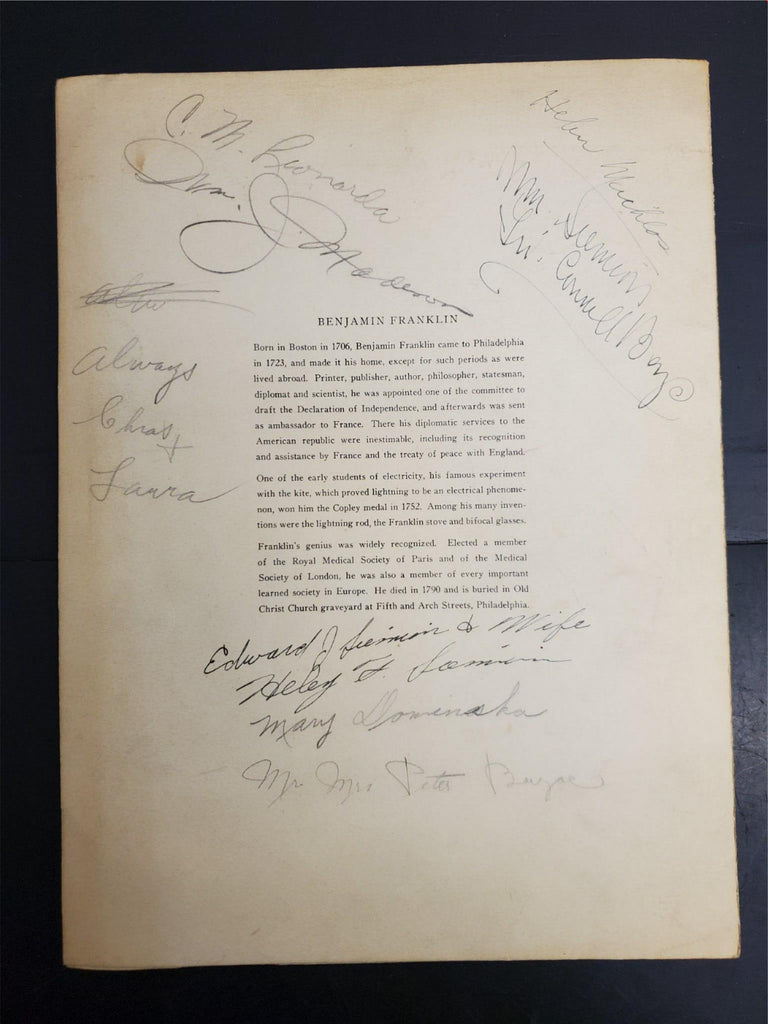 C. M. Leonarda
Wm. J. Madeson
Helen
Wm.
Always
Chas &
Laura
BENJAMIN FRANKLIN
Born in Boston in 1706, Benjamin Franklin came to Philadelphia
in 1723, and made it his home, except for such periods as were
lived abroad. Printer, publisher, author, philosopher, statesman,
diplomat and scientist, he was appointed one of the committee to
draft the Declaration of Independence, and afterwards was sent
as ambassador to France. There his diplomatic services to the
American republic were inestimable, including its recognition
and assistance by France and the treaty of peace with England.
One of the early students of electricity, his famous experiment
with the kite, which proved lightning to be an electrical phenome-
non, won him the Copley medal in 1752. Among his many inven-
tions were the lightning rod, the Franklin stove and bifocal glasses.
Franklin's genius was widely recognized. Elected a member
of the Royal Medical Society of Paris and of the Medical
Society of London, he was also a member of every important
learned society in Europe. He died in 1790 and is buried in Old
Christ Church graveyard at Fifth and Arch Streets, Philadelphia.
Edward J Siemion & Wife
Heley F.
Mary Dominska
Mr Mrs Peter